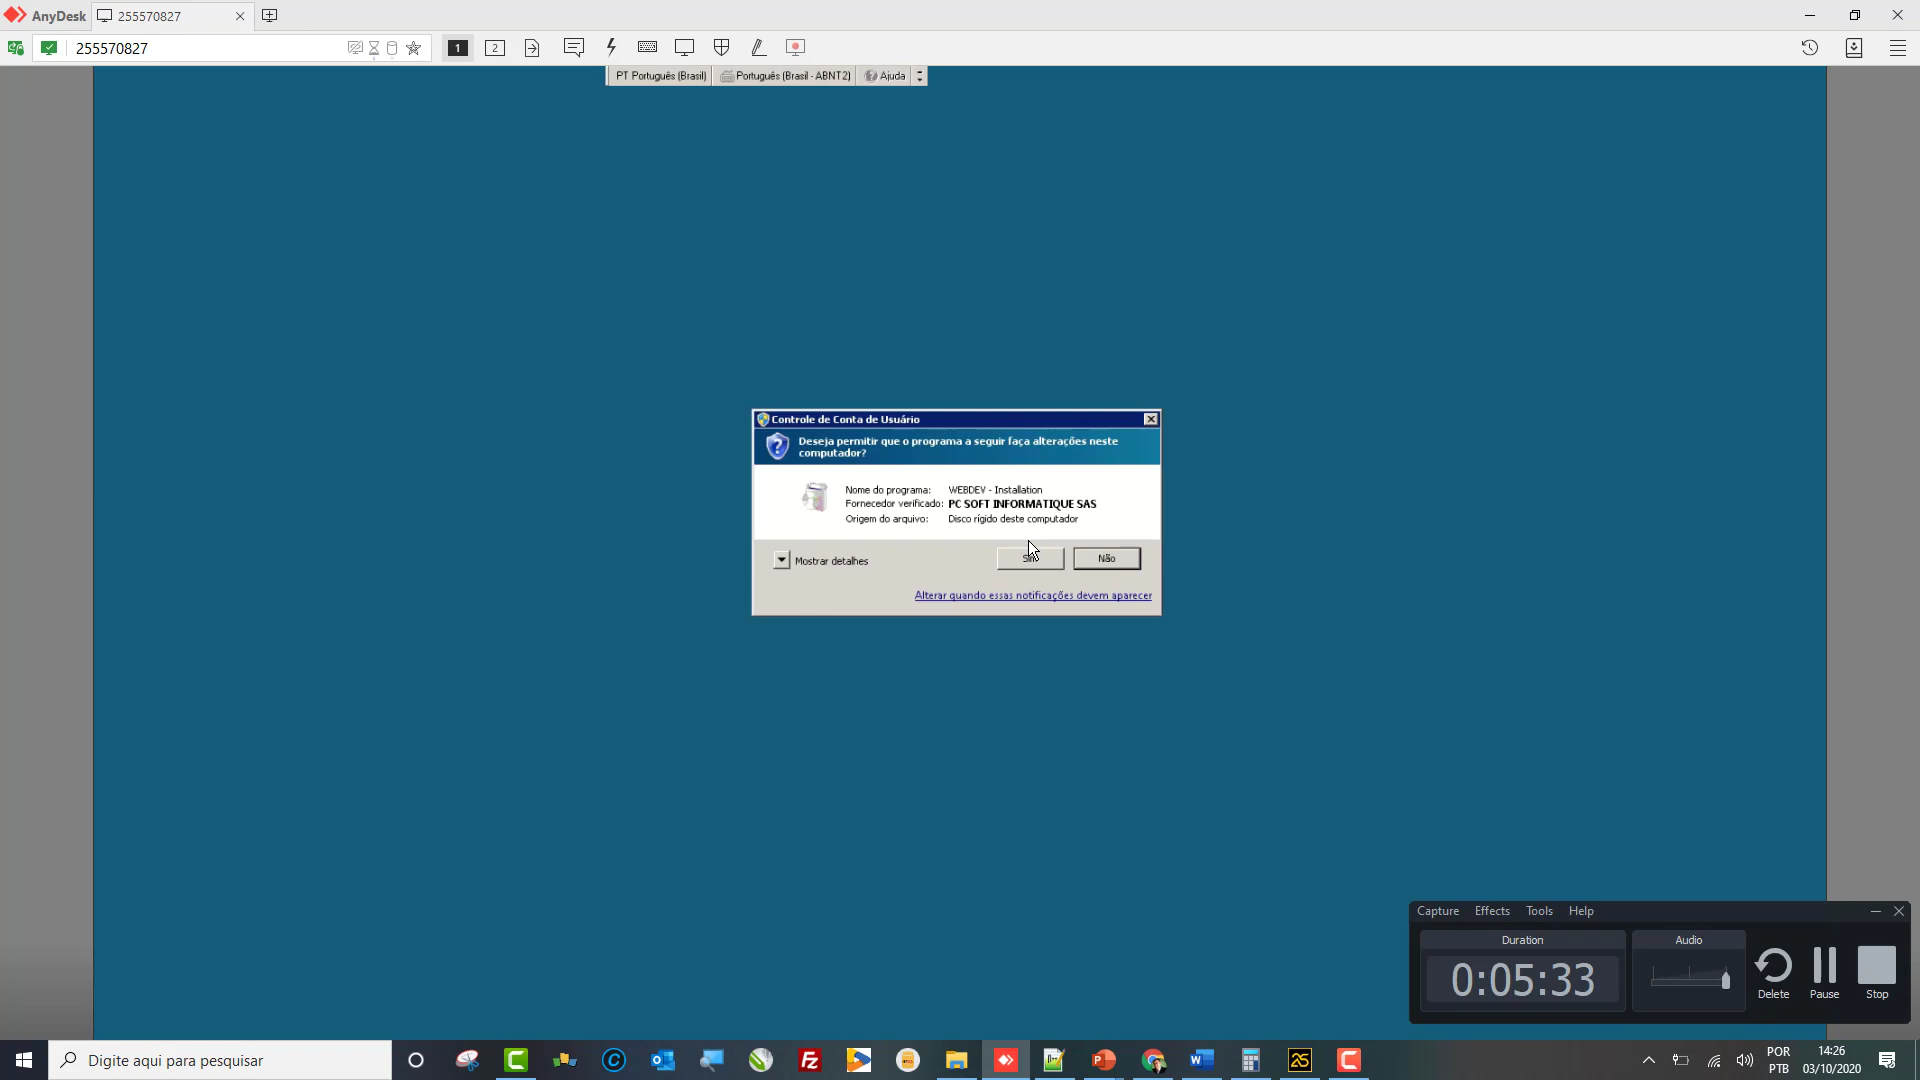 AnyDesk
255570827
255570827
1
2
PT Português (Brasil)
Português (Brasil - ABNT2)
Ajuda
Controle de Conta de Usuário
Deseja permitir que o programa a seguir faça alterações neste
computador?
Nome do programa: WEBDEV - Installation
Fornecedor verificado: PC SOFT INFORMATIQUE SAS
Origem do arquivo: Disco rígido deste computador
Mostrar detalhes
Não
Alterar quando essas notificações devem aparecer
Capture Effects Tools Help
Duration
Audio
0:05:33
Delete
Pause
Stop
Digite aqui para pesquisar
POR
PTB
14:26
03/10/2020